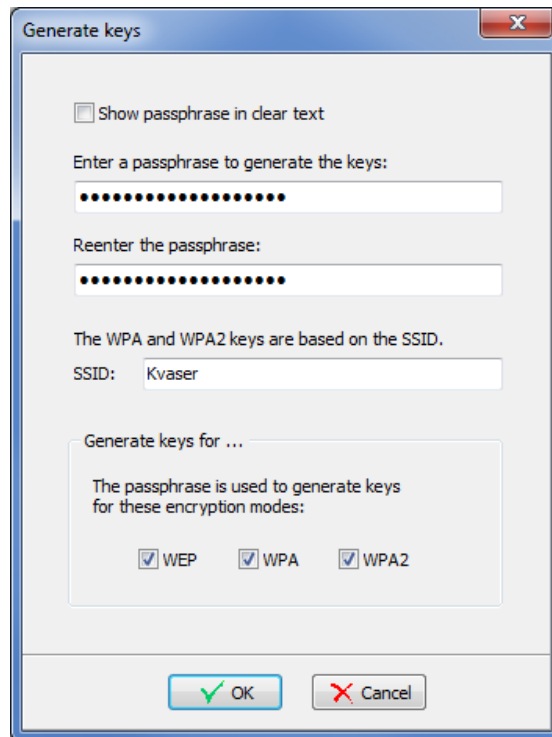 Generate keys
Show passphrase in clear text
Enter a passphrase to generate the keys:
•••••••••••••••••••
Reenter the passphrase:
•••••••••••••••••••
The WPA and WPA2 keys are based on the SSID.
SSID: Kvaser
Generate keys for ...
The passphrase is used to generate keys
for these encryption modes:
WEP WPA WPA2
OK Cancel